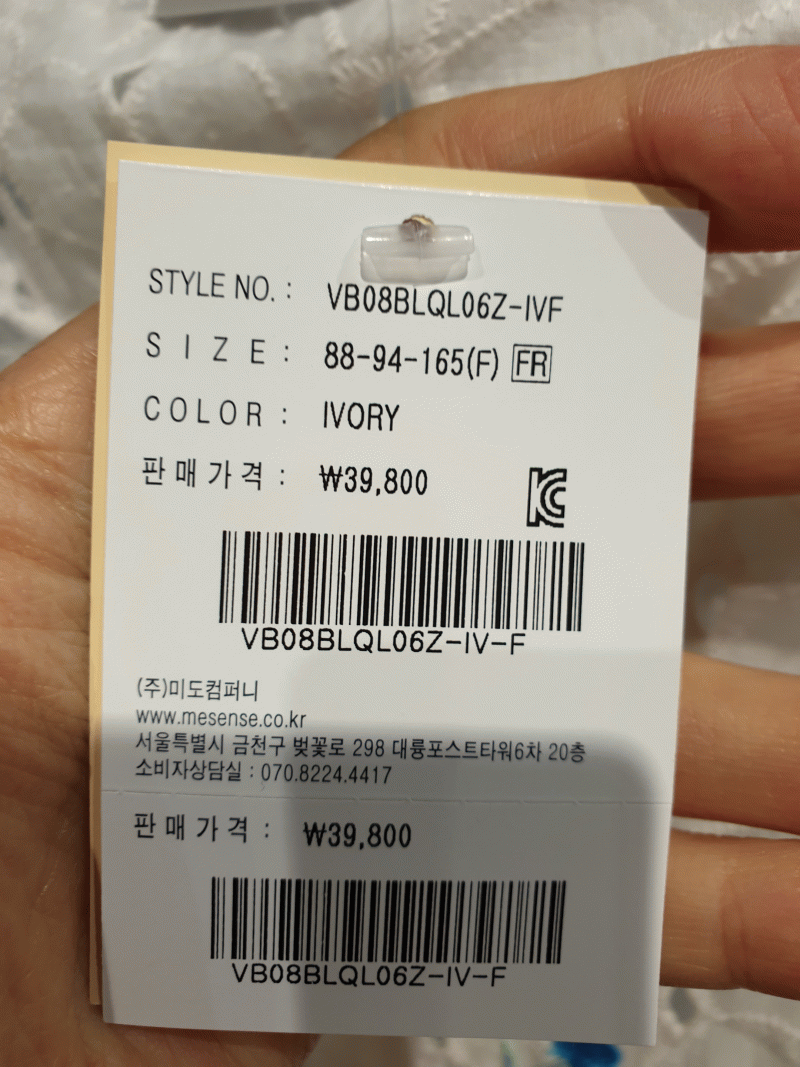 STYLE NO. : VB08BLQL06Z-IVF
SIZE : 88-94-165(F) FR
COLOR : IVORY
판매가격 : ₩39,800
KC
VB08BLQL06Z-IV-F
(주)미도컴퍼니
www.mesense.co.kr
서울특별시 금천구 벚꽃로 298 대륭포스트타워6차 20층
소비자상담실 : 070.8224.4417
판매가격 : ₩39,800
VB08BLQL06Z-IV-F